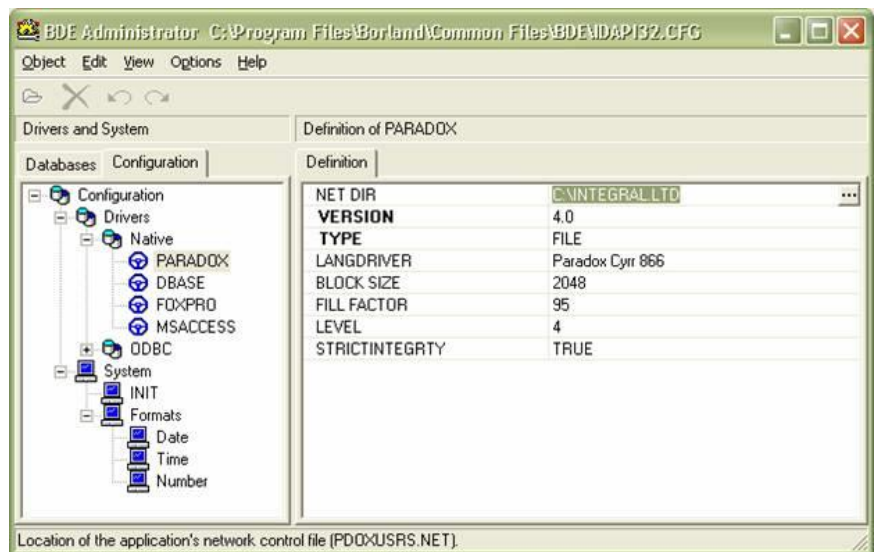 BDE Administrator C:\Program Files\Borland\Common Files\BDE\IDAPI32.CFG
Object Edit View Options Help
Drivers and System
Definition of PARADOX
Databases Configuration
Definition
Configuration
Drivers
Native
PARADOX
DBASE
FOXPRO
MSACCESS
ODBC
System
INIT
Formats
Date
Time
Number
NET DIR C:\INTEGRAL.LTD ...
VERSION 4.0
TYPE FILE
LANGDRIVER Paradox Cyrr 866
BLOCK SIZE 2048
FILL FACTOR 95
LEVEL 4
STRICTINTEGRTY TRUE
Location of the application's network control file (PDOXUSRS.NET).